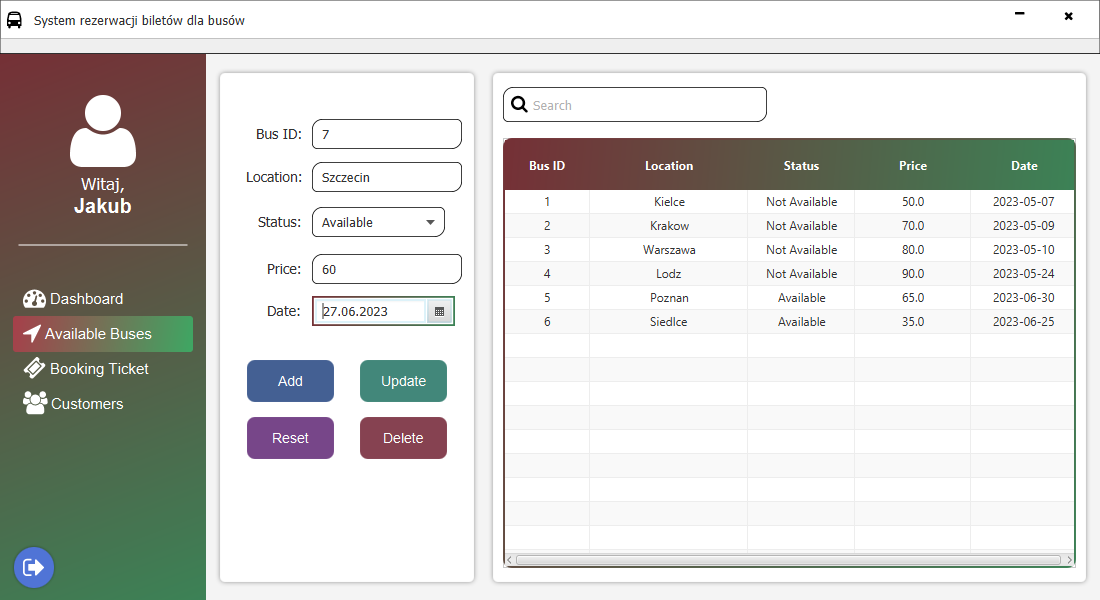 System rezerwacji biletów dla busów
Witaj,
Jakub
Dashboard
Available Buses
Booking Ticket
Customers
Bus ID: 7
Location: Szczecin
Status: Available
Price: 60
Date: 27.06.2023
Add Update
Reset Delete
Search
Bus ID Location Status Price Date
1 Kielce Not Available 50.0 2023-05-07
2 Krakow Not Available 70.0 2023-05-09
3 Warszawa Not Available 80.0 2023-05-10
4 Lodz Not Available 90.0 2023-05-24
5 Poznan Available 65.0 2023-06-30
6 Siedlce Available 35.0 2023-06-25